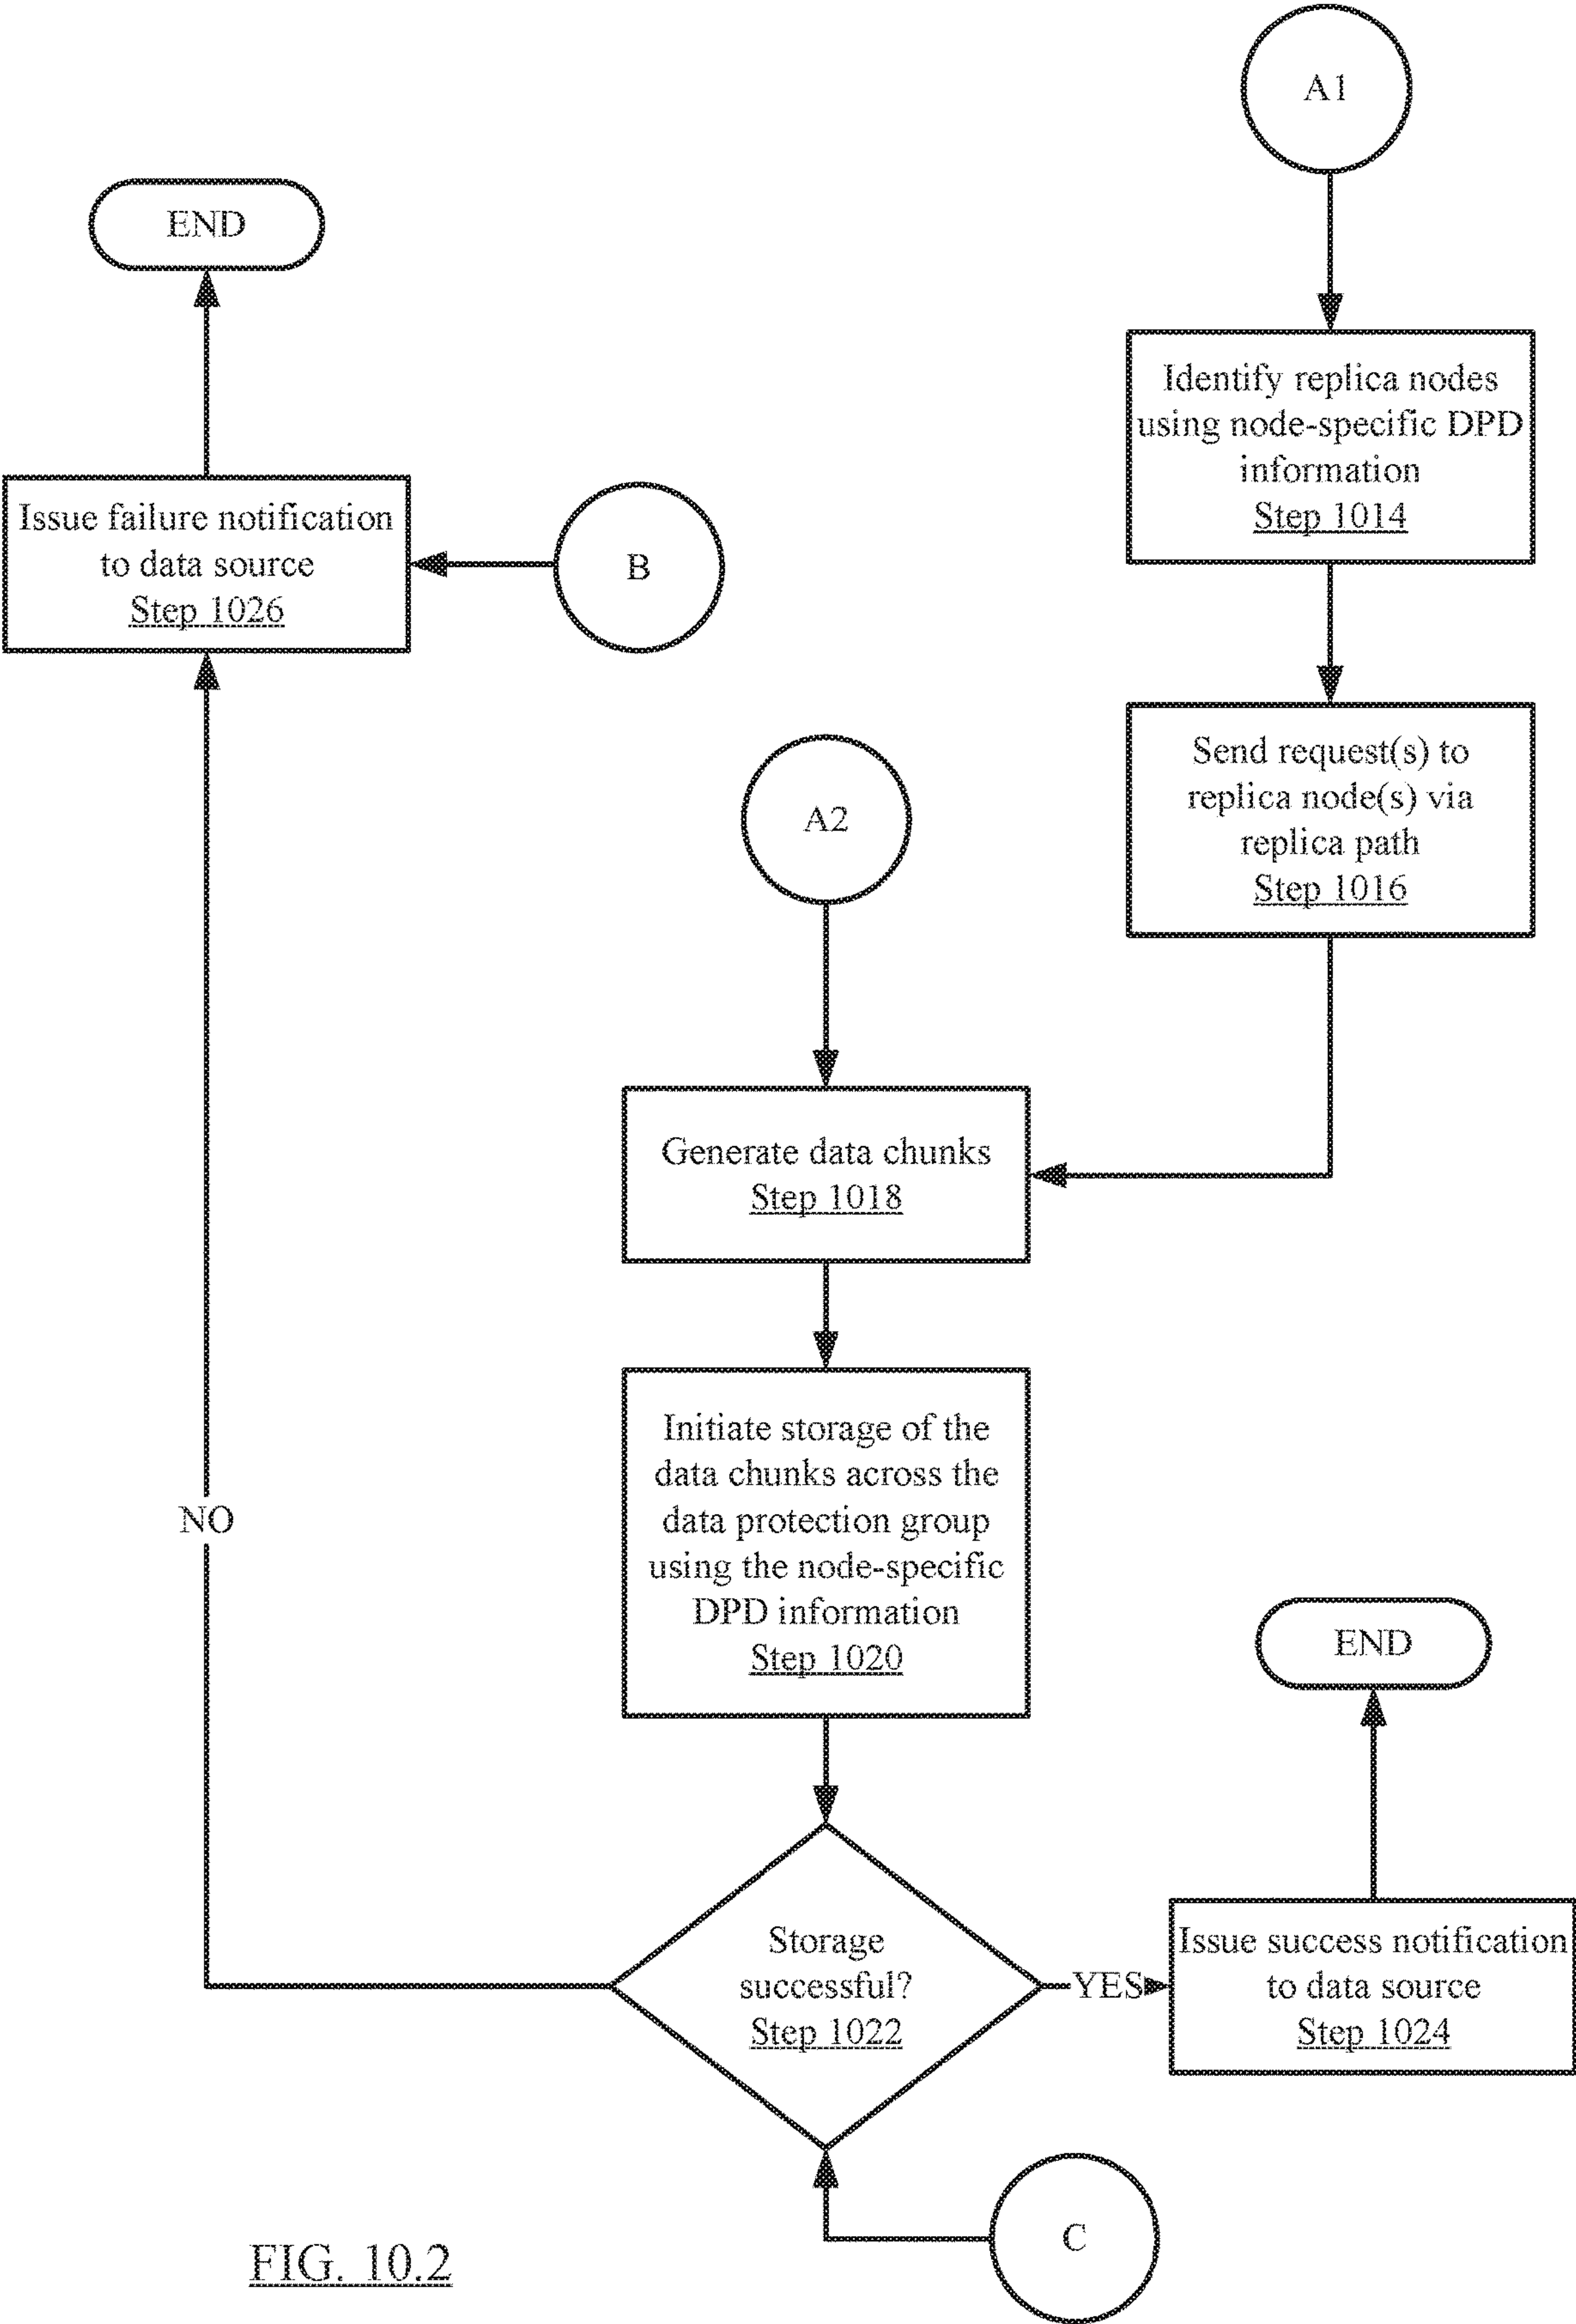 A1
END
Identify replica nodes
using node-specific DPD
information
Step 1014
Issue failure notification
to data source
Step 1026
B
Send request(s) to
replica node(s) via
replica path
Step 1016
A2
Generate data chunks
Step 1018
Initiate storage of the
data chunks across the
data protection group
using the node-specific
DPD information
Step 1020
NO
END
Storage
successful?
Step 1022
YES
Issue success notification
to data source
Step 1024
C
FIG. 10.2